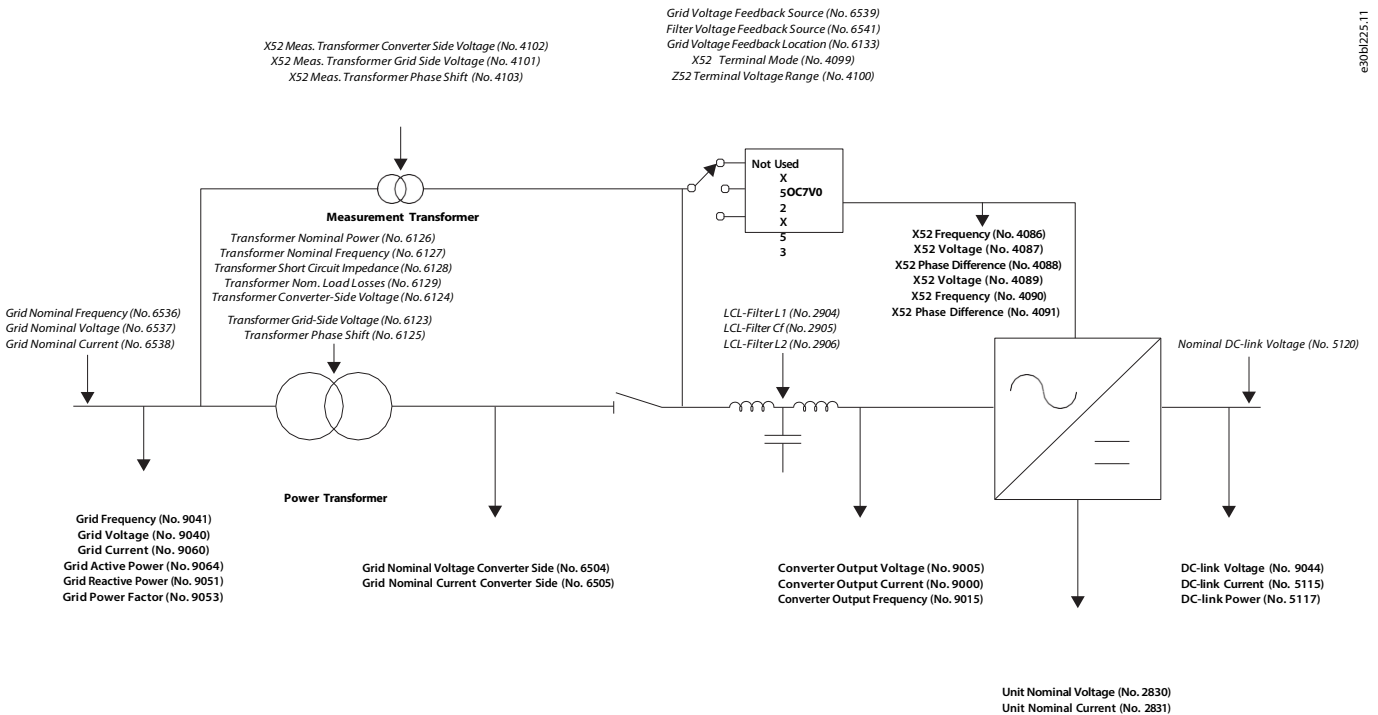 Grid Voltage Feedback Source (No. 6539)
Filter Voltage Feedback Source (No. 6541)
Grid Voltage Feedback Location (No. 6133)
X52 Terminal Mode (No. 4099)
Z52 Terminal Voltage Range (No. 4100)
e30bl225.11
X52 Meas. Transformer Converter Side Voltage (No. 4102)
X52 Meas. Transformer Grid Side Voltage (No. 4101)
X52 Meas. Transformer Phase Shift (No. 4103)
Not Used
X
5OC7V0
2
X
5
3
Measurement Transformer
Transformer Nominal Power (No. 6126)
Transformer Nominal Frequency (No. 6127)
Transformer Short Circuit Impedance (No. 6128)
Transformer Nom. Load Losses (No. 6129)
Transformer Converter-Side Voltage (No. 6124)
Transformer Grid-Side Voltage (No. 6123)
Transformer Phase Shift (No. 6125)
X52 Frequency (No. 4086)
X52 Voltage (No. 4087)
X52 Phase Difference (No. 4088)
X52 Voltage (No. 4089)
X52 Frequency (No. 4090)
X52 Phase Difference (No. 4091)
Grid Nominal Frequency (No. 6536)
Grid Nominal Voltage (No. 6537)
Grid Nominal Current (No. 6538)
LCL-Filter L1 (No. 2904)
LCL-Filter Cf (No. 2905)
LCL-Filter L2 (No. 2906)
Nominal DC-link Voltage (No. 5120)
Power Transformer
Grid Frequency (No. 9041)
Grid Voltage (No. 9040)
Grid Current (No. 9060)
Grid Active Power (No. 9064)
Grid Reactive Power (No. 9051)
Grid Power Factor (No. 9053)
Grid Nominal Voltage Converter Side (No. 6504)
Grid Nominal Current Converter Side (No. 6505)
Converter Output Voltage (No. 9005)
Converter Output Current (No. 9000)
Converter Output Frequency (No. 9015)
DC-link Voltage (No. 9044)
DC-link Current (No. 5115)
DC-link Power (No. 5117)
Unit Nominal Voltage (No. 2830)
Unit Nominal Current (No. 2831)